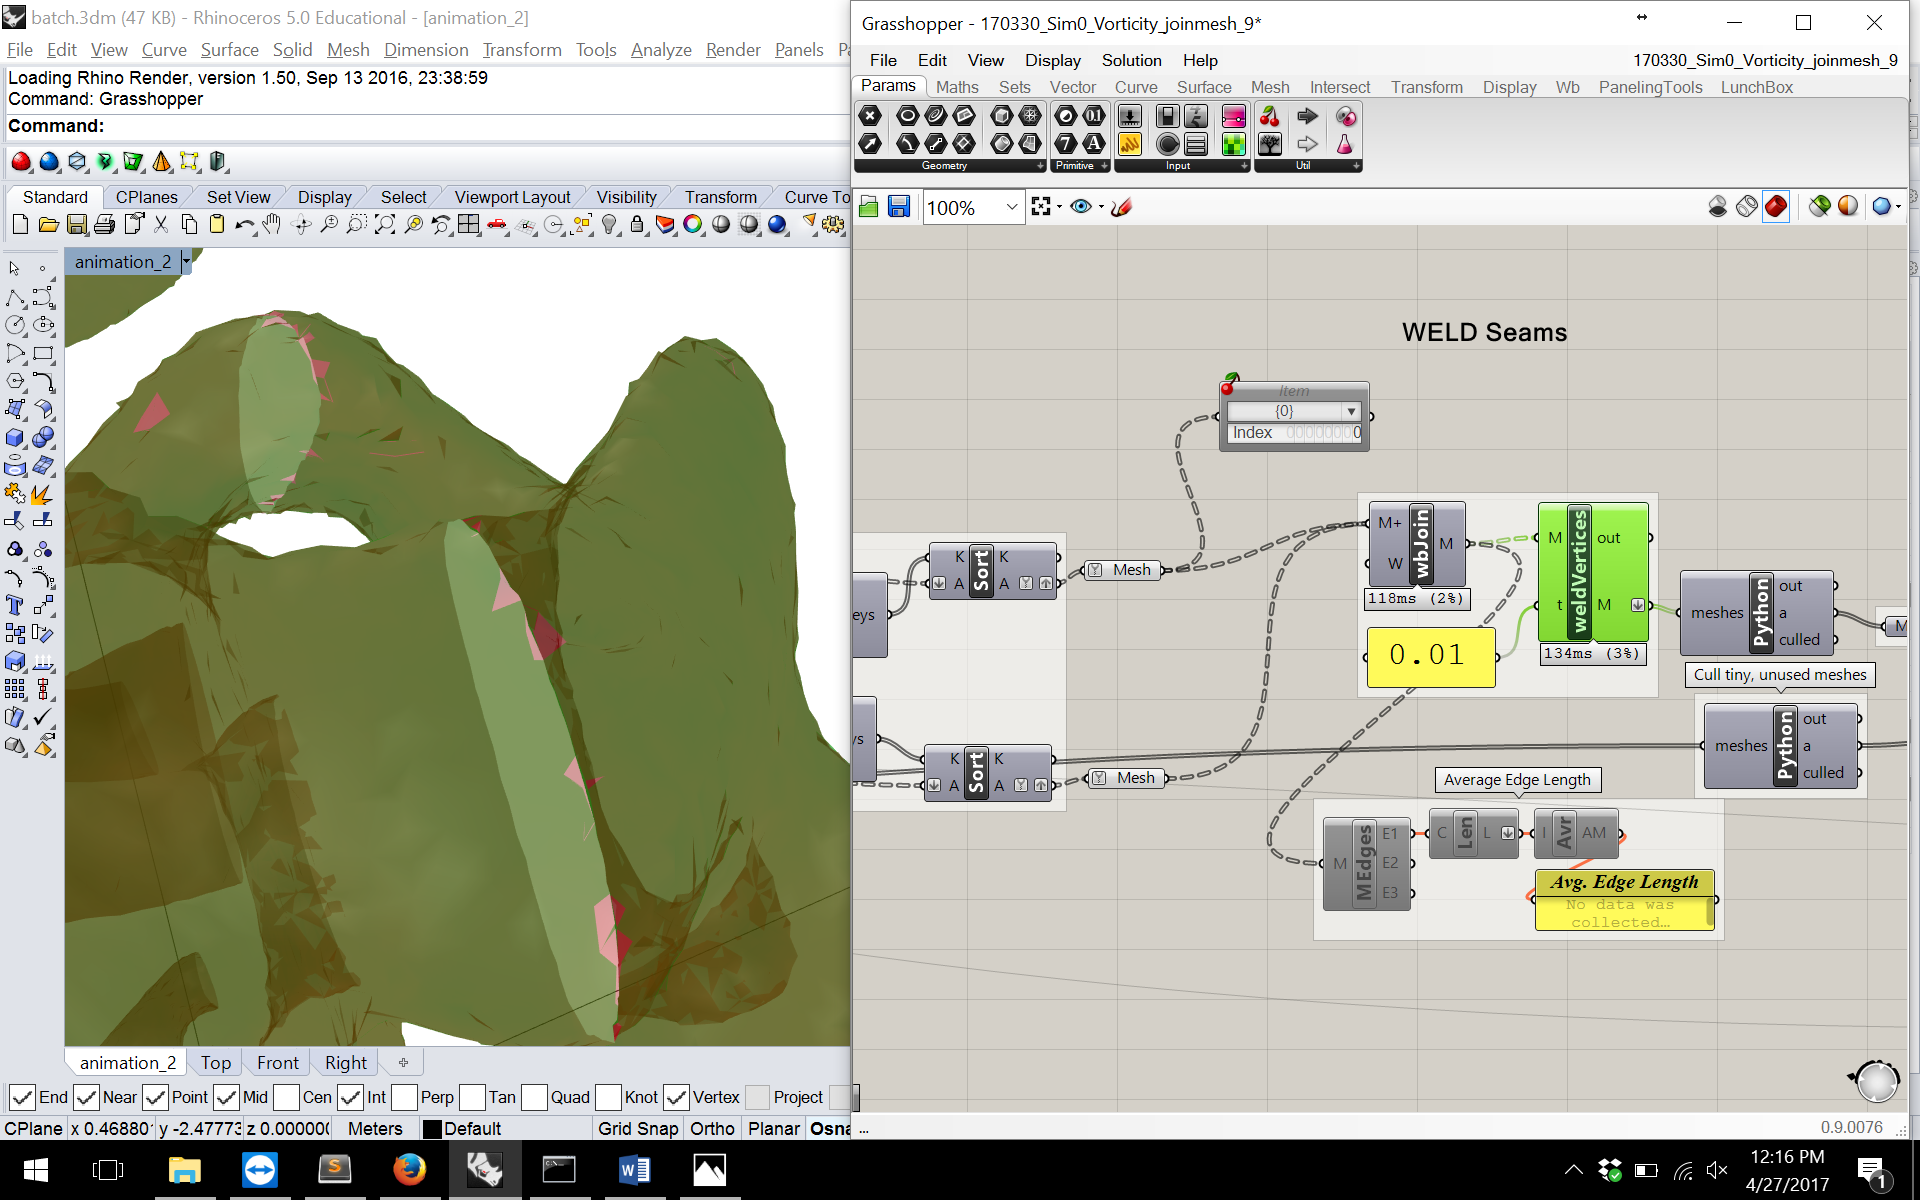 batch.3dm (47 KB) - Rhinoceros 5.0 Educational - [animation_2]
File Edit View Curve Surface Solid Mesh Dimension Transform Tools Analyze Render Panels
Loading Rhino Render, version 1.50, Sep 13 2016, 23:38:59
Command: Grasshopper
Command:
Standard CPlanes Set View Display Select Viewport Layout Visibility Transform Curve To
animation_2
animation_2 Top Front Right
End Near Point Mid Cen Int Perp Tan Quad Knot Vertex Project
CPlane x 0.46880 y -2.47773 z 0.00000 Meters Default Grid Snap Ortho Planar Osna
Grasshopper - 170330_Sim0_Vorticity_joinmesh_9*
File Edit View Display Solution Help 170330_Sim0_Vorticity_joinmesh_9
Params Maths Sets Vector Curve Surface Mesh Intersect Transform Display Wb PanelingTools LunchBox
Geometry Primitive Input Util
100%
WELD Seams
Item
{0}
Index 00000000
K Sort K
A A
Mesh
eys
M+ wbJoin M
W
118ms (2%)
0.01
M weldVertices out
t M
134ms (3%)
meshes Python out
a
culled
M
Cull tiny, unused meshes
meshes Python out
a
culled
ys
K Sort K
A A
Mesh
Average Edge Length
M MEdges E1
E2
E3
C Len L
I Avr AM
Avg. Edge Length
No data was
collected…
...
0.9.0076
12:16 PM
4/27/2017
1